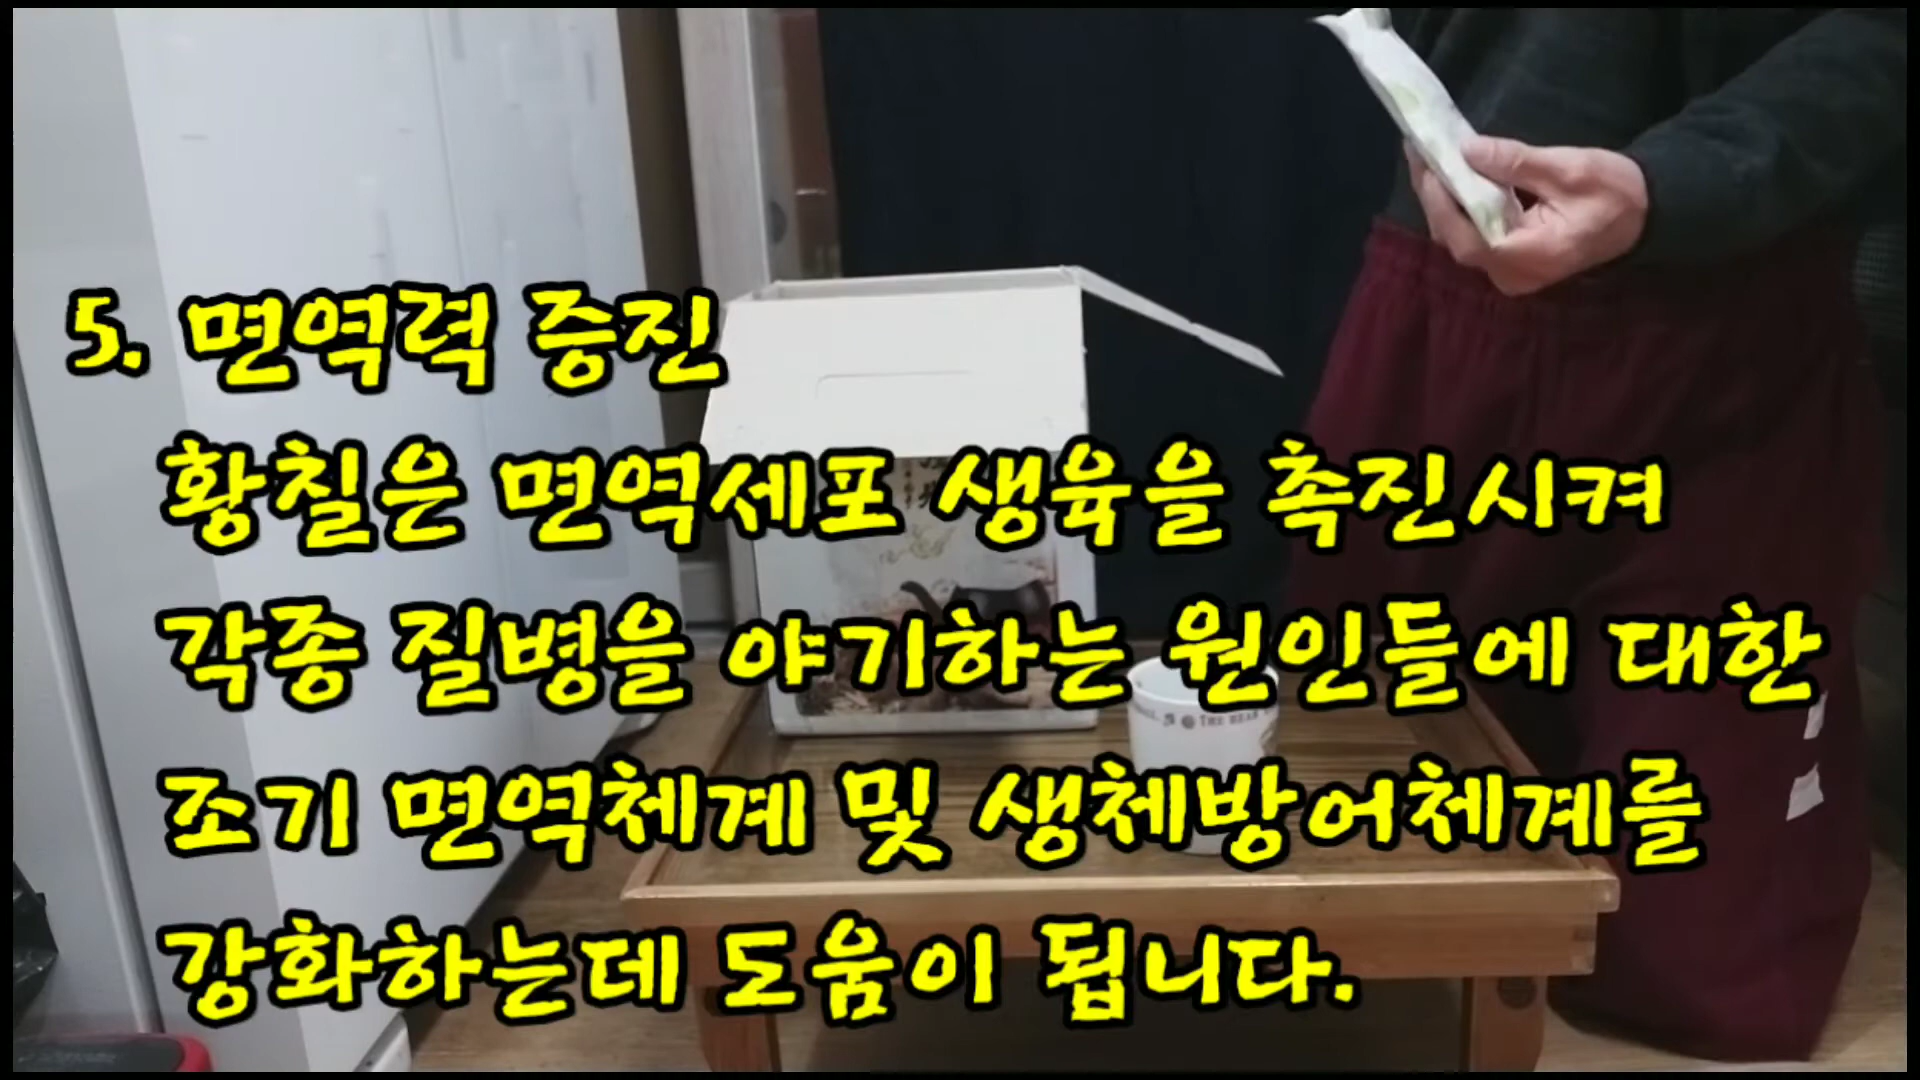 5. 면역력 증진
황칠은 면역세포 생육을 촉진시켜
각종 질병을 야기하는 원인들에 대한
조기 면역체계 및 생체방어체계를
강화하는데 도움이 됩니다.
THE BEAR